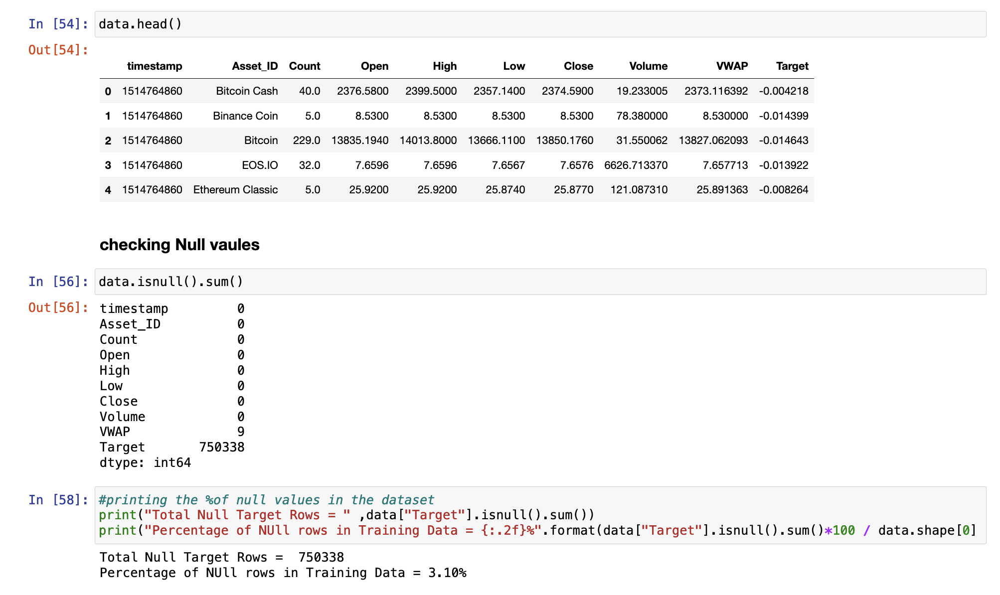 In [54]: data.head()
Out[54]:
timestamp Asset_ID Count Open High Low Close Volume VWAP Target
0 1514764860 Bitcoin Cash 40.0 2376.5800 2399.5000 2357.1400 2374.5900 19.233005 2373.116392 -0.004218
1 1514764860 Binance Coin 5.0 8.5300 8.5300 8.5300 8.5300 78.380000 8.530000 -0.014399
2 1514764860 Bitcoin 229.0 13835.1940 14013.8000 13666.1100 13850.1760 31.550062 13827.062093 -0.014643
3 1514764860 EOS.IO 32.0 7.6596 7.6596 7.6567 7.6576 6626.713370 7.657713 -0.013922
4 1514764860 Ethereum Classic 5.0 25.9200 25.9200 25.8740 25.8770 121.087310 25.891363 -0.008264
checking Null vaules
In [56]: data.isnull().sum()
Out[56]: timestamp 0
Asset_ID 0
Count 0
Open 0
High 0
Low 0
Close 0
Volume 0
VWAP 9
Target 750338
dtype: int64
In [58]: #printing the %of null values in the dataset
print("Total Null Target Rows = " ,data["Target"].isnull().sum())
print("Percentage of NUll rows in Training Data = {:.2f}%".format(data["Target"].isnull().sum()*100 / data.shape[0]
Total Null Target Rows =  750338
Percentage of NUll rows in Training Data = 3.10%